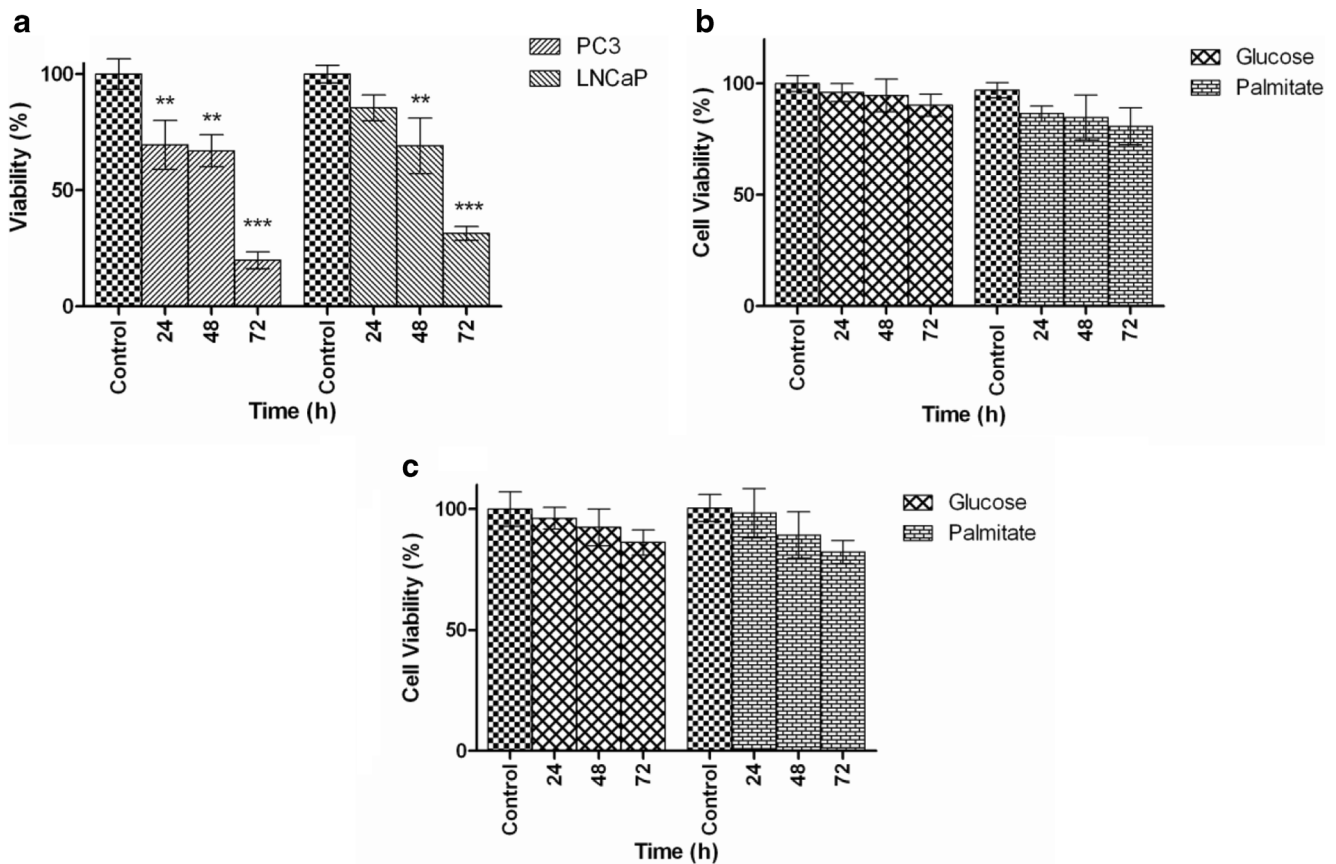 a
PC3
LNCaP
Viability (%)
100
50
0
** ** ***
** ***
Control 24 48 72 Control 24 48 72
Time (h)
b
Glucose
Palmitate
Cell Viability (%)
100
50
0
Control 24 48 72 Control 24 48 72
Time (h)
c
Glucose
Palmitate
Cell Viability (%)
100
50
0
Control 24 48 72 Control 24 48 72
Time (h)